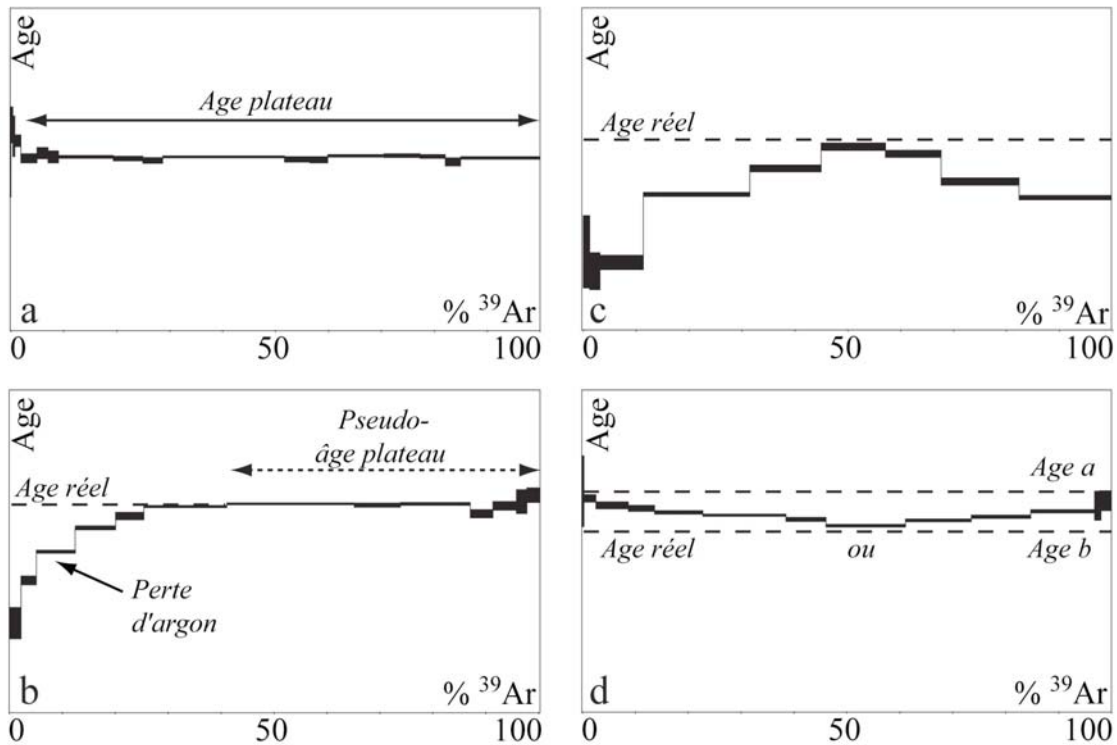 Age
Age plateau
a
% ³⁹Ar
0 50 100
Age
Age réel
c
% ³⁹Ar
0 50 100
Age
Pseudo-
âge plateau
Age réel
Perte
d'argon
b
% ³⁹Ar
0 50 100
Age
Age a
Age réel ou Age b
d
% ³⁹Ar
0 50 100